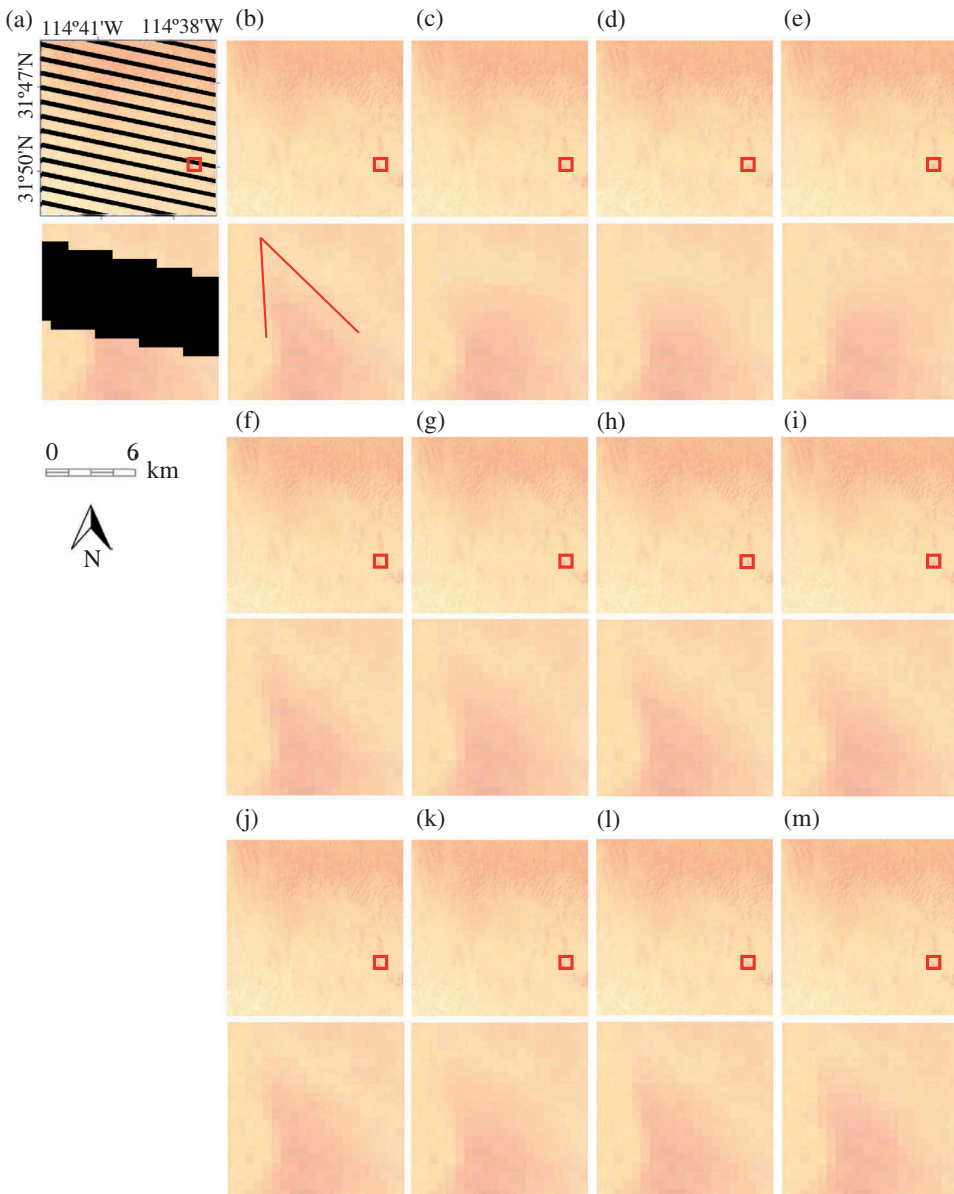 (a) (b) (c) (d) (e)
114°41'W 114°38'W
31°47'N
31°50'N
(f) (g) (h) (i)
0 6 km
N
(j) (k) (l) (m)